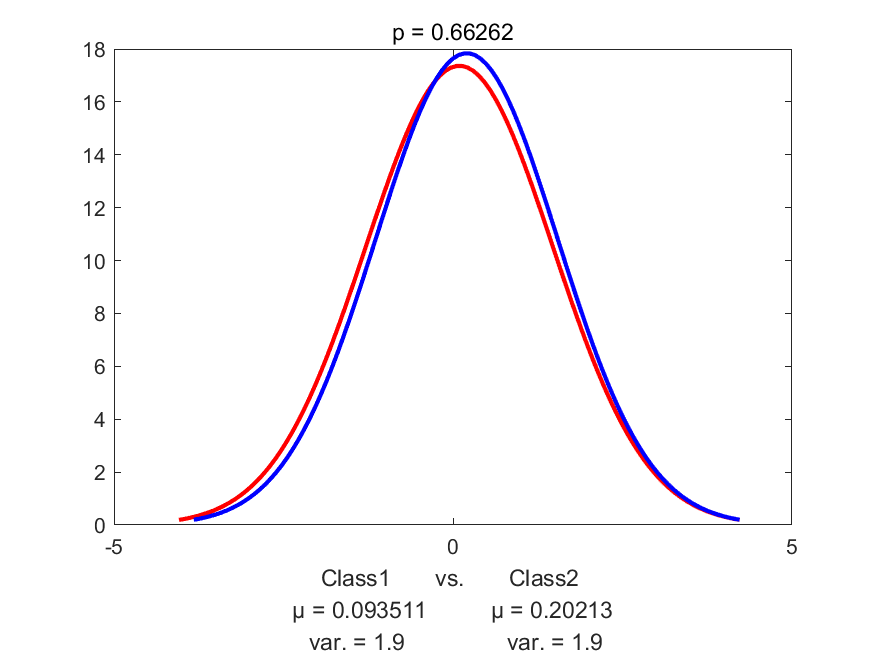 p = 0.66262
18
16
14
12
10
8
6
4
2
0
-5 0 5
Class1 vs. Class2
μ = 0.093511 μ = 0.20213
var. = 1.9 var. = 1.9